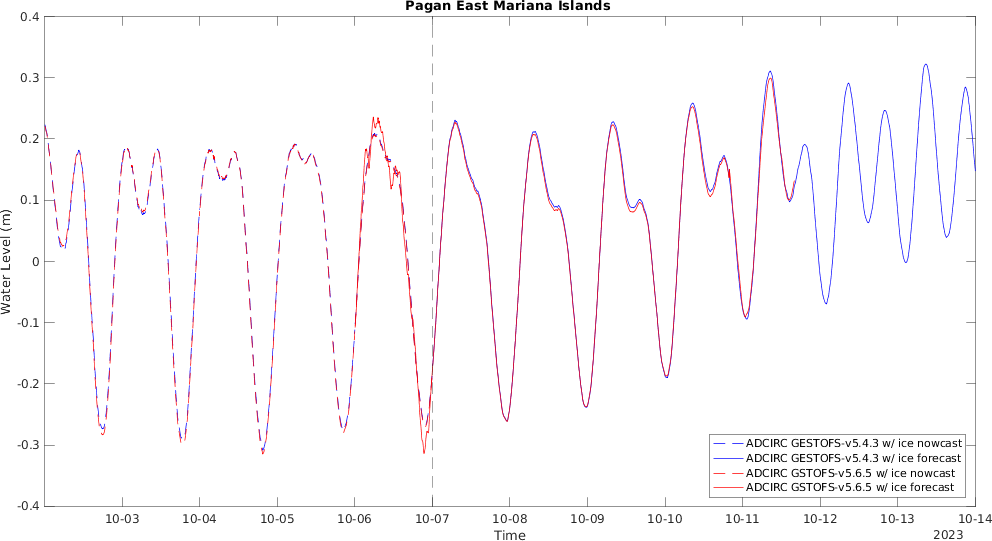 Pagan East Mariana Islands
0.4
0.3
0.2
0.1
0
-0.1
-0.2
-0.3
-0.4
Water Level (m)
ADCIRC GESTOFS-v5.4.3 w/ ice nowcast
ADCIRC GESTOFS-v5.4.3 w/ ice forecast
ADCIRC GSTOFS-v5.6.5 w/ ice nowcast
ADCIRC GSTOFS-v5.6.5 w/ ice forecast
10-03 10-04 10-05 10-06 10-07 10-08 10-09 10-10 10-11 10-12 10-13 10-14
Time
2023